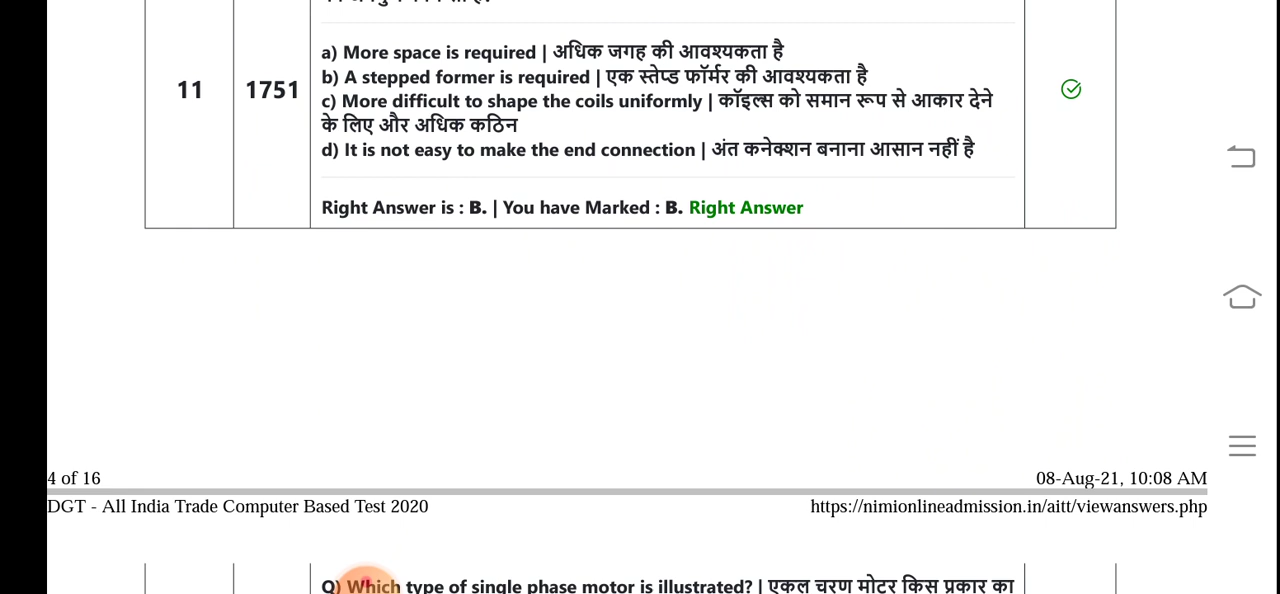 11
1751
a) More space is required | अधिक जगह की आवश्यकता है
b) A stepped former is required | एक स्तेप्ड फॉर्मर की आवश्यकता है
c) More difficult to shape the coils uniformly | कॉइल्स को समान रूप से आकार देने
के लिए और अधिक कठिन
d) It is not easy to make the end connection | अंत कनेक्शन बनाना आसान नहीं है
Right Answer is : B. | You have Marked : B. Right Answer
4 of 16
08-Aug-21, 10:08 AM
DGT - All India Trade Computer Based Test 2020
https://nimionlineadmission.in/aitt/viewanswers.php
Q) Which type of single phase motor is illustrated? | एकल चरण मोटर किस प्रकार का